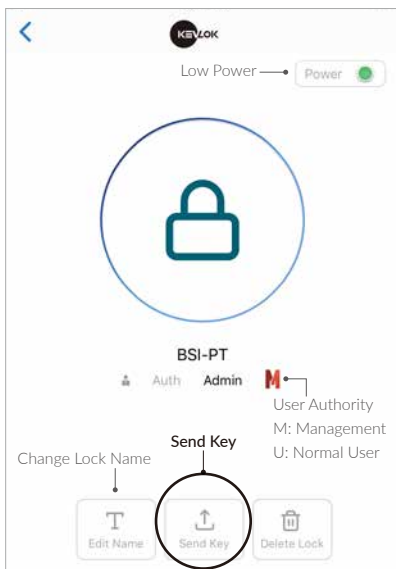 KEVLOK
Low Power
Power
BSI-PT
Auth Admin M
User Authority
M: Management
U: Normal User
Send Key
Change Lock Name
T
Edit Name
Send Key
Delete Lock